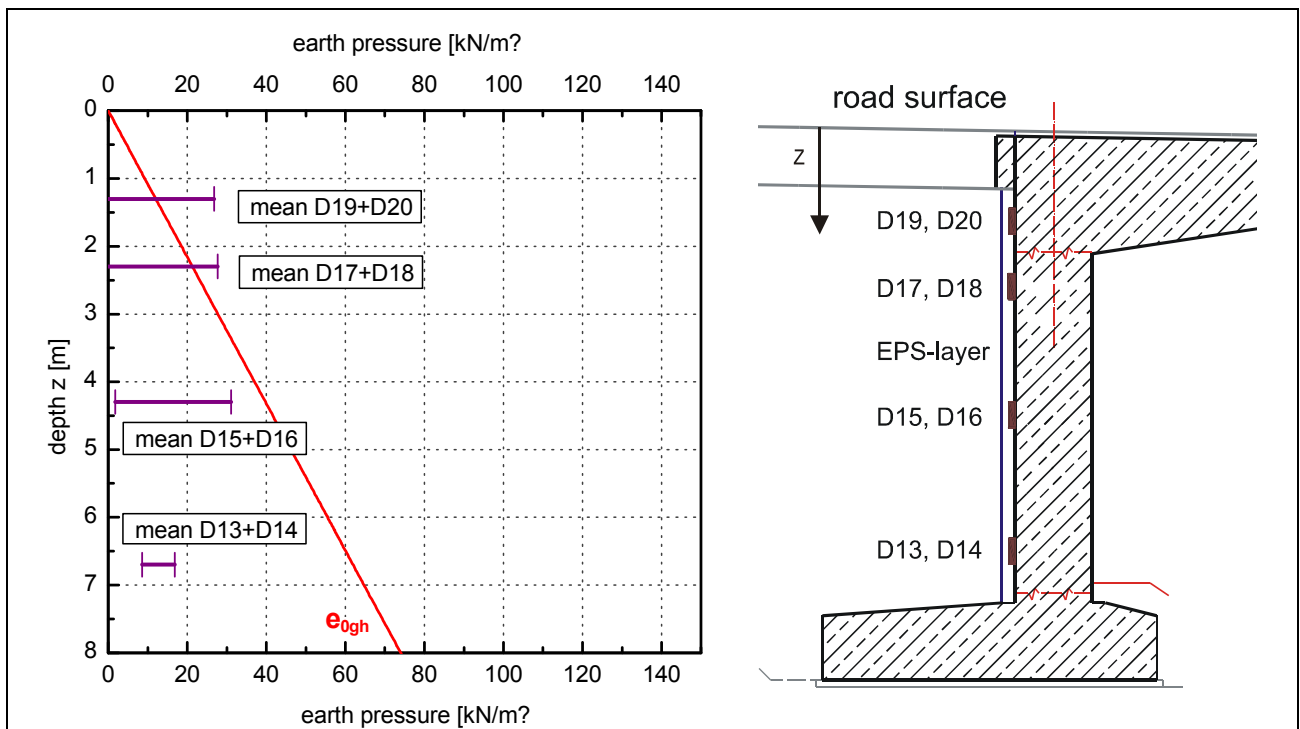 earth pressure [kN/m?
0 20 40 60 80 100 120 140
0
1
2
3
4
5
6
7
8
depth z [m]
mean D19+D20
mean D17+D18
mean D15+D16
mean D13+D14
e0gh
0 20 40 60 80 100 120 140
earth pressure [kN/m?
road surface
z
D19, D20
D17, D18
EPS-layer
D15, D16
D13, D14